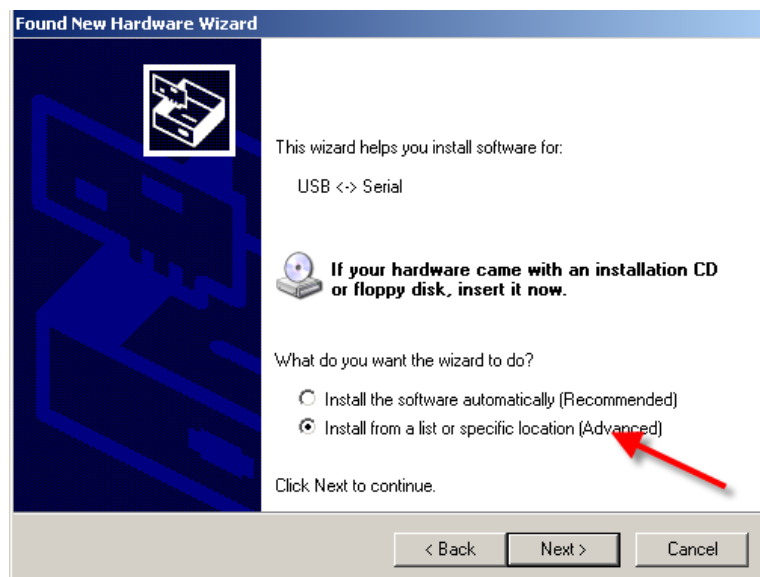 Found New Hardware Wizard
This wizard helps you install software for:
USB <-> Serial
If your hardware came with an installation CD
or floppy disk, insert it now.
What do you want the wizard to do?
Install the software automatically (Recommended)
Install from a list or specific location (Advanced)
Click Next to continue.
< Back Next > Cancel